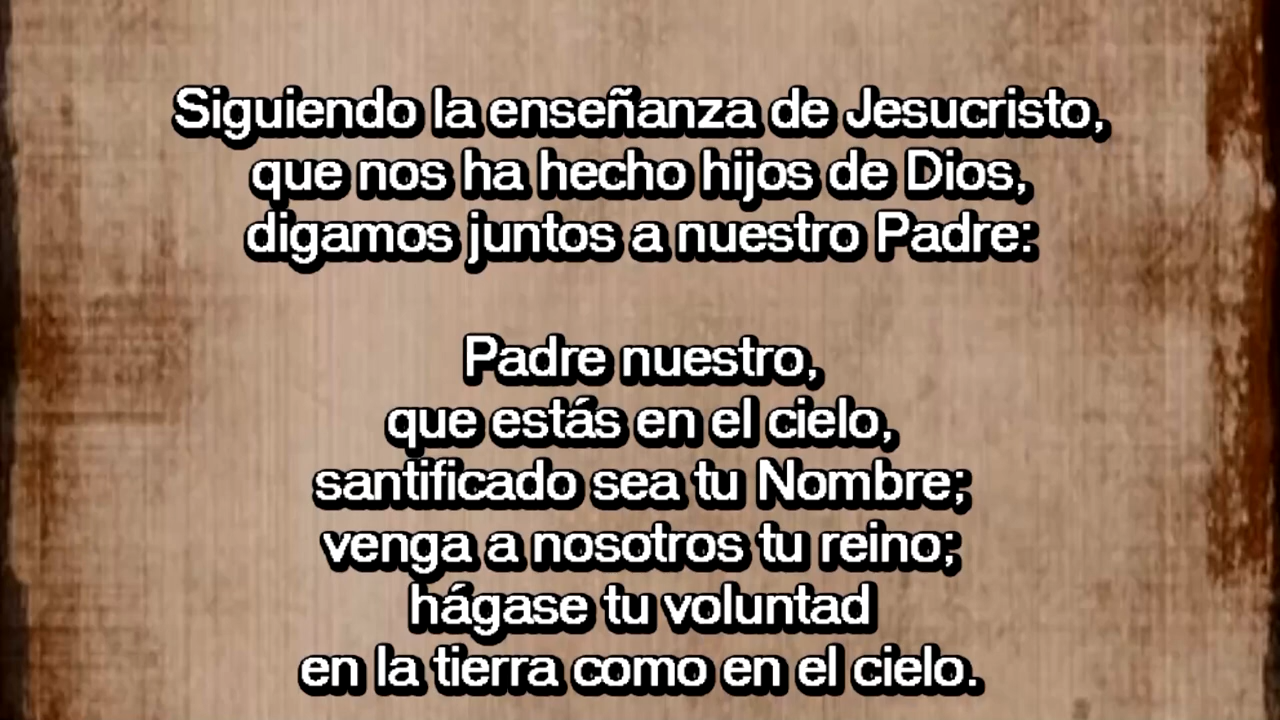 Siguiendo la enseñanza de Jesucristo,
que nos ha hecho hijos de Dios,
digamos juntos a nuestro Padre:
Padre nuestro,
que estás en el cielo,
santificado sea tu Nombre;
venga a nosotros tu reino;
hágase tu voluntad
en la tierra como en el cielo.